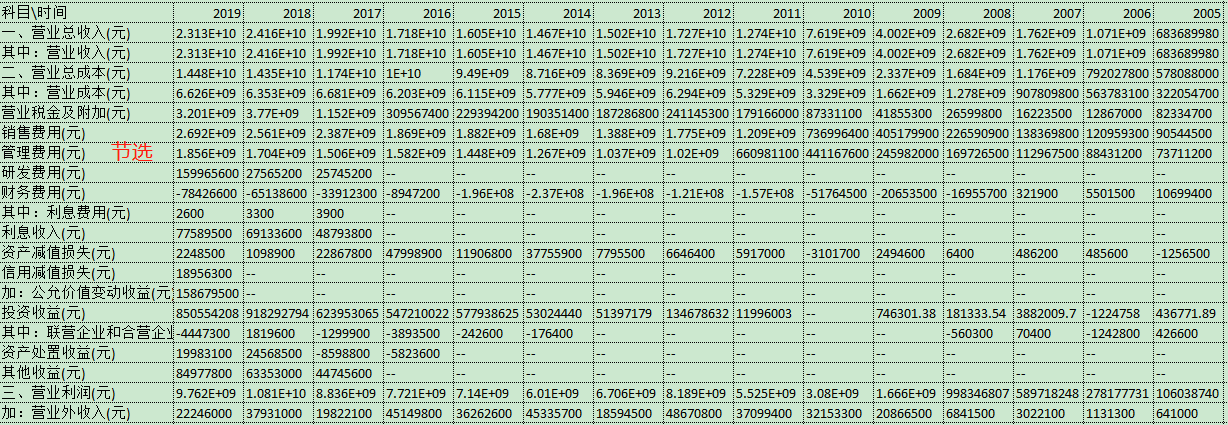 科目\时间 2019 2018 2017 2016 2015 2014 2013 2012 2011 2010 2009 2008 2007 2006 2005
一、营业总收入(元) 2.313E+10 2.416E+10 1.992E+10 1.718E+10 1.605E+10 1.467E+10 1.502E+10 1.727E+10 1.274E+10 7.619E+09 4.002E+09 2.682E+09 1.762E+09 1.071E+09 683689980
其中：营业收入(元) 2.313E+10 2.416E+10 1.992E+10 1.718E+10 1.605E+10 1.467E+10 1.502E+10 1.727E+10 1.274E+10 7.619E+09 4.002E+09 2.682E+09 1.762E+09 1.071E+09 683689980
二、营业总成本(元) 1.448E+10 1.435E+10 1.174E+10 1E+10 9.49E+09 8.716E+09 8.369E+09 9.216E+09 7.228E+09 4.539E+09 2.337E+09 1.684E+09 1.176E+09 792027800 578088000
其中：营业成本(元) 6.626E+09 6.353E+09 6.681E+09 6.203E+09 6.115E+09 5.777E+09 5.946E+09 6.294E+09 5.329E+09 3.329E+09 1.662E+09 1.278E+09 907809800 563783100 322054700
营业税金及附加(元) 3.201E+09 3.77E+09 1.152E+09 309567400 229394200 190351400 187286800 241145300 179166000 87331100 41855300 26599800 16223500 12867000 82334700
销售费用(元) 2.692E+09 2.561E+09 2.387E+09 1.869E+09 1.882E+09 1.68E+09 1.388E+09 1.775E+09 1.209E+09 736996400 405179900 226590900 138369800 120959300 90544500
管理费用(元) 节选 1.856E+09 1.704E+09 1.506E+09 1.582E+09 1.448E+09 1.267E+09 1.037E+09 1.02E+09 660981100 441167600 245982000 169726500 112967500 88431200 73711200
研发费用(元) 159965600 27565200 25745200 -- -- -- -- -- -- -- -- -- -- -- --
财务费用(元) -78426600 -65138600 -33912300 -8947200 -1.96E+08 -2.37E+08 -1.96E+08 -1.21E+08 -1.57E+08 -51764500 -20653500 -16955700 321900 5501500 10699400
其中：利息费用(元) 2600 3300 3900 -- -- -- -- -- -- -- -- -- -- -- --
利息收入(元) 77589500 69133600 48793800 -- -- -- -- -- -- -- -- -- -- -- --
资产减值损失(元) 2248500 1098900 22867800 47998900 11906800 37755900 7795500 6646400 5917000 -3101700 2494600 6400 486200 485600 -1256500
信用减值损失(元) 18956300 -- -- -- -- -- -- -- -- -- -- -- -- -- --
加：公允价值变动收益(元 158679500 -- -- -- -- -- -- -- -- -- -- -- -- -- --
投资收益(元) 850554208 918292794 623953065 547210022 577938625 53024440 51397179 134678632 11996003 -- 746301.38 181333.54 3882009.7 -1224758 436771.89
其中：联营企业和合营企业 -4447300 1819600 -1299900 -3893500 -242600 -176400 -- -- -- -- -- -560300 70400 -1242800 426600
资产处置收益(元) 19983100 24568500 -8598800 -5823600 -- -- -- -- -- -- -- -- -- -- --
其他收益(元) 84977800 63353000 44745600 -- -- -- -- -- -- -- -- -- -- -- --
三、营业利润(元) 9.762E+09 1.081E+10 8.836E+09 7.721E+09 7.14E+09 6.01E+09 6.706E+09 8.189E+09 5.525E+09 3.08E+09 1.666E+09 998346807 589718248 278177731 106038740
加：营业外收入(元) 22246000 37931000 19822100 45149800 36262600 45335700 18594500 48670800 37099400 32153300 20866500 6841500 3022100 1131300 641000